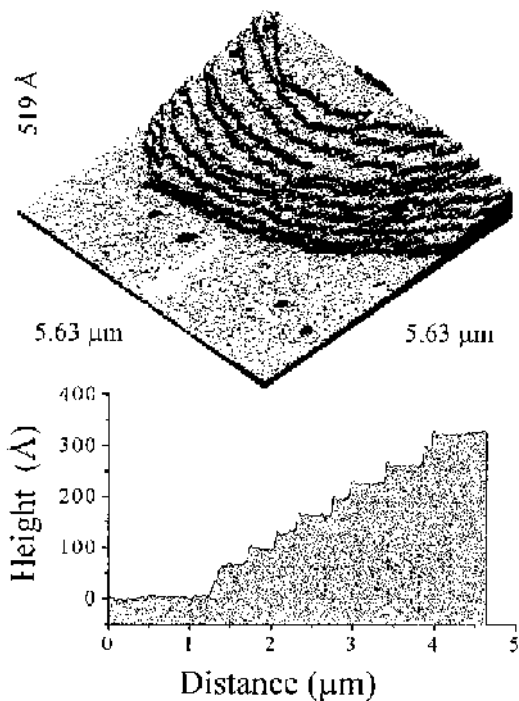 519 Å
5.63 μm
5.63 μm
400
300
200
100
0
Height (Å)
0 1 2 3 4 5
Distance (μm)